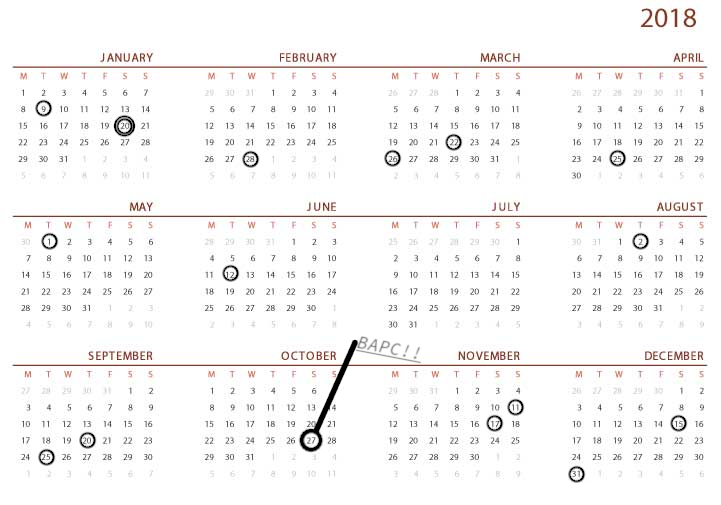 2018
JANUARY
M T W T F S S
1 2 3 4 5 6 7
8 9 10 11 12 13 14
15 16 17 18 19 20 21
22 23 24 25 26 27 28
29 30 31 1 2 3 4
5 6 7 8 9 10 11
FEBRUARY
M T W T F S S
29 30 31 1 2 3 4
5 6 7 8 9 10 11
12 13 14 15 16 17 18
19 20 21 22 23 24 25
26 27 28 1 2 3 4
5 6 7 8 9 10 11
MARCH
M T W T F S S
26 27 28 1 2 3 4
5 6 7 8 9 10 11
12 13 14 15 16 17 18
19 20 21 22 23 24 25
26 27 28 29 30 31 1
2 3 4 5 6 7 8
APRIL
M T W T F S S
26 27 28 29 30 31 1
2 3 4 5 6 7 8
9 10 11 12 13 14 15
16 17 18 19 20 21 22
23 24 25 26 27 28 29
30 1 2 3 4 5 6
MAY
M T W T F S S
30 1 2 3 4 5 6
7 8 9 10 11 12 13
14 15 16 17 18 19 20
21 22 23 24 25 26 27
28 29 30 31 1 2 3
4 5 6 7 8 9 10
JUNE
M T W T F S S
28 29 30 31 1 2 3
4 5 6 7 8 9 10
11 12 13 14 15 16 17
18 19 20 21 22 23 24
25 26 27 28 29 30 1
2 3 4 5 6 7 8
JULY
M T W T F S S
25 26 27 28 29 30 1
2 3 4 5 6 7 8
9 10 11 12 13 14 15
16 17 18 19 20 21 22
23 24 25 26 27 28 29
30 31 1 2 3 4 5
AUGUST
M T W T F S S
30 31 1 2 3 4 5
6 7 8 9 10 11 12
13 14 15 16 17 18 19
20 21 22 23 24 25 26
27 28 29 30 31 1 2
3 4 5 6 7 8 9
SEPTEMBER
M T W T F S S
27 28 29 30 31 1 2
3 4 5 6 7 8 9
10 11 12 13 14 15 16
17 18 19 20 21 22 23
24 25 26 27 28 29 30
1 2 3 4 5 6 7
BAPC!!
OCTOBER
M T W T F S S
1 2 3 4 5 6 7
8 9 10 11 12 13 14
15 16 17 18 19 20 21
22 23 24 25 26 27 28
29 30 31 1 2 3 4
5 6 7 8 9 10 11
NOVEMBER
M T W T F S S
29 30 31 1 2 3 4
5 6 7 8 9 10 11
12 13 14 15 16 17 18
19 20 21 22 23 24 25
26 27 28 29 30 1 2
3 4 5 6 7 8 9
DECEMBER
M T W T F S S
26 27 28 29 30 1 2
3 4 5 6 7 8 9
10 11 12 13 14 15 16
17 18 19 20 21 22 23
24 25 26 27 28 29 30
31 1 2 3 4 5 6